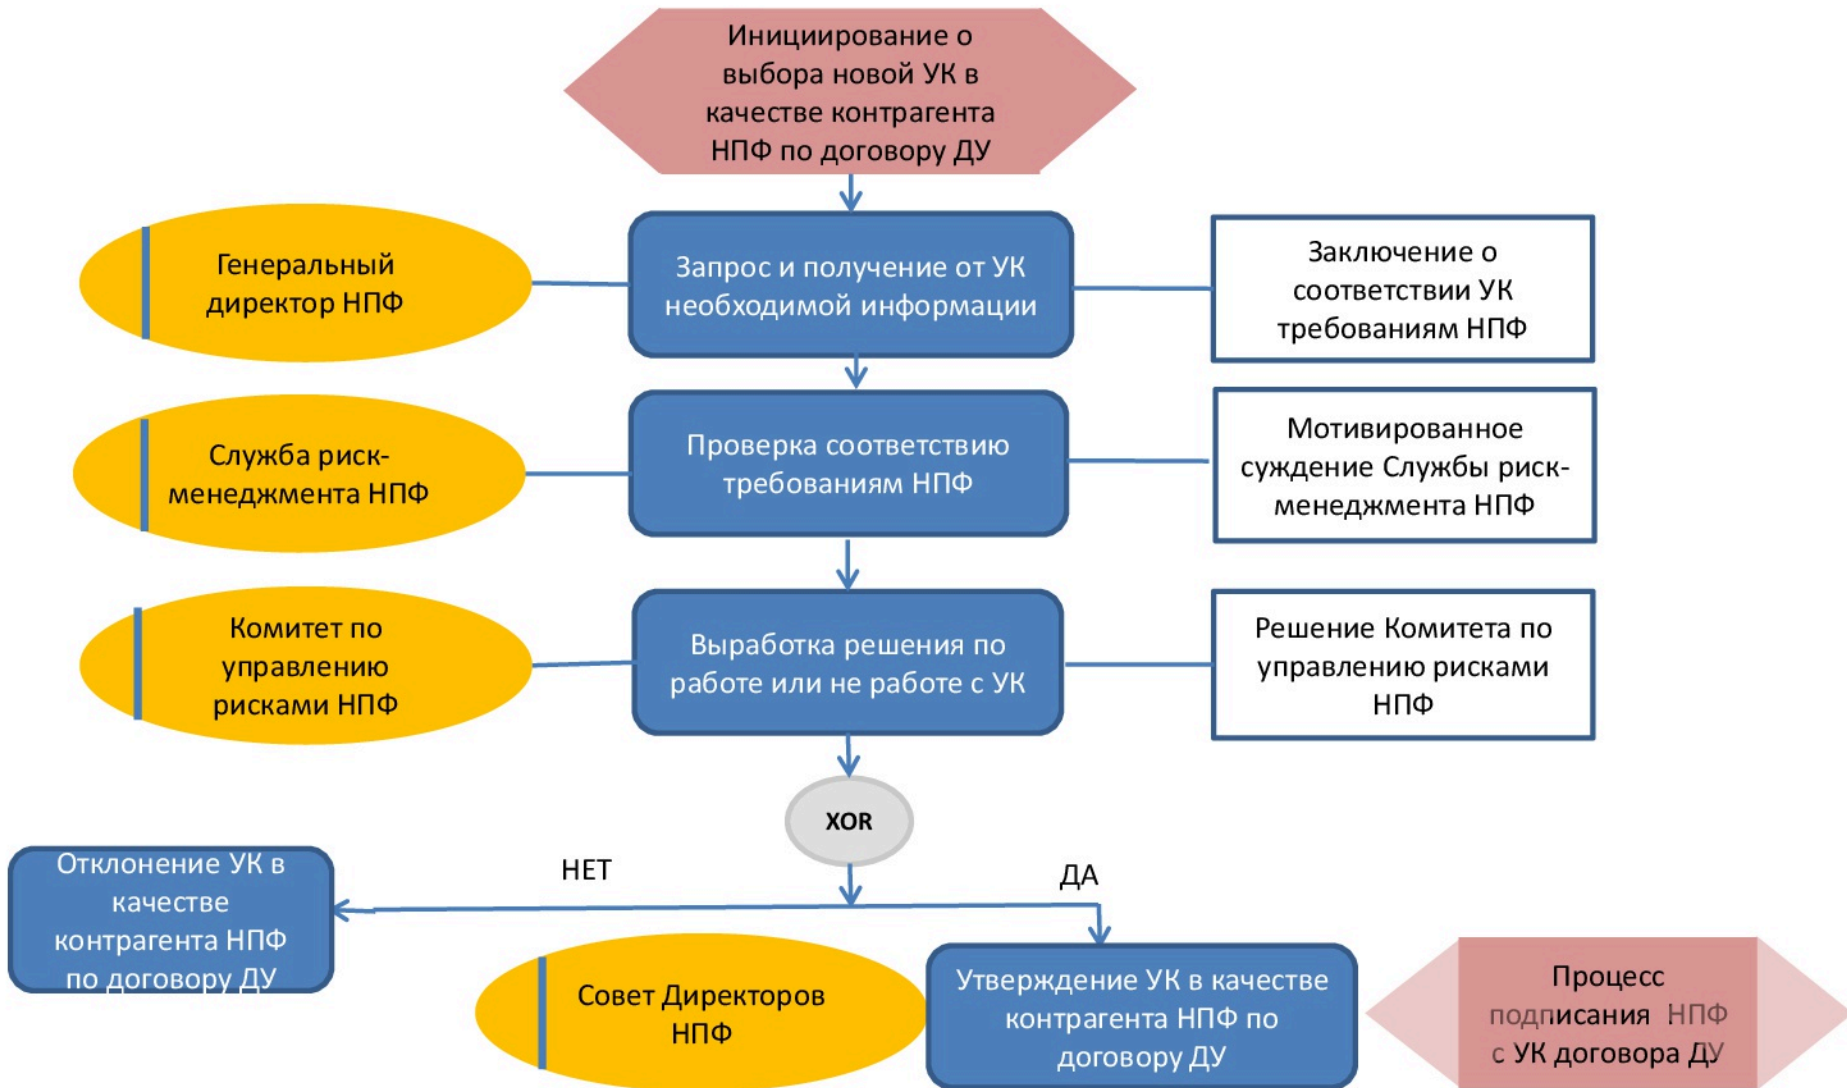 Инициирование о
выбора новой УК в
качестве контрагента
НПФ по договору ДУ
Генеральный
директор НПФ
Запрос и получение от УК
необходимой информации
Заключение о
соответствии УК
требованиям НПФ
Служба риск-
менеджмента НПФ
Проверка соответствию
требованиям НПФ
Мотивированное
суждение Службы риск-
менеджмента НПФ
Комитет по
управлению
рисками НПФ
Выработка решения по
работе или не работе с УК
Решение Комитета по
управлению рисками
НПФ
XOR
НЕТ
ДА
Отклонение УК в
качестве
контрагента НПФ
по договору ДУ
Совет Директоров
НПФ
Утверждение УК в качестве
контрагента НПФ по
договору ДУ
Процесс
подписания НПФ
с УК договора ДУ